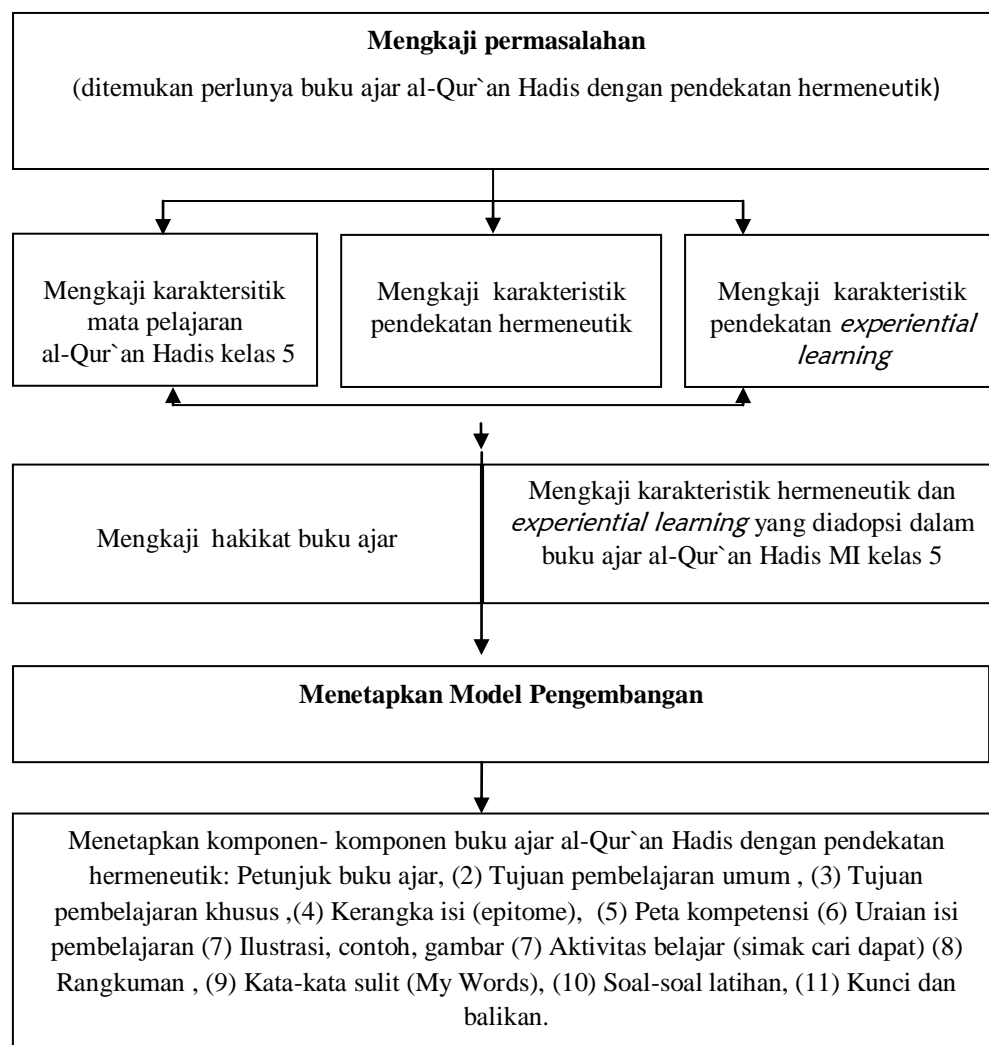 Mengkaji permasalahan
(ditemukan perlunya buku ajar al-Qur`an Hadis dengan pendekatan hermeneutik)
Mengkaji karaktersitik
mata pelajaran
al-Qur`an Hadis kelas 5
Mengkaji karakteristik
pendekatan hermeneutik
Mengkaji karakteristik
pendekatan experiential
learning
Mengkaji hakikat buku ajar
Mengkaji karakteristik hermeneutik dan
experiential learning yang diadopsi dalam
buku ajar al-Qur`an Hadis MI kelas 5
Menetapkan Model Pengembangan
Menetapkan komponen- komponen buku ajar al-Qur`an Hadis dengan pendekatan
hermeneutik: Petunjuk buku ajar, (2) Tujuan pembelajaran umum , (3) Tujuan
pembelajaran khusus ,(4) Kerangka isi (epitome), (5) Peta kompetensi (6) Uraian isi
pembelajaran (7) Ilustrasi, contoh, gambar (7) Aktivitas belajar (simak cari dapat) (8)
Rangkuman , (9) Kata-kata sulit (My Words), (10) Soal-soal latihan, (11) Kunci dan
balikan.